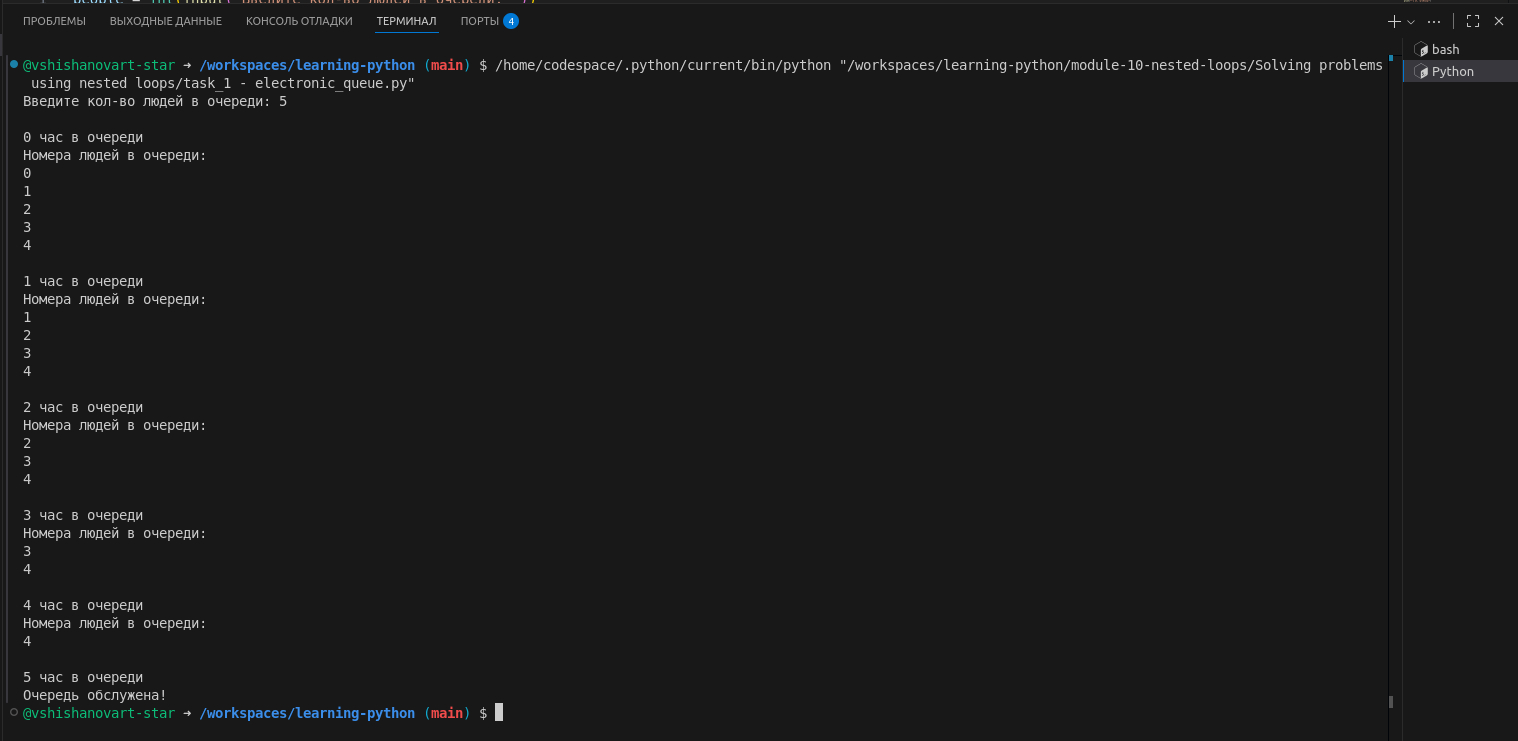 ПРОБЛЕМЫ ВЫХОДНЫЕ ДАННЫЕ КОНСОЛЬ ОТЛАДКИ ТЕРМИНАЛ ПОРТЫ 4
bash
Python
@vshishanovart-star ➜ /workspaces/learning-python (main) $ /home/codespace/.python/current/bin/python "/workspaces/learning-python/module-10-nested-loops/Solving problems
using nested loops/task_1 - electronic_queue.py"
Введите кол-во людей в очереди: 5
0 час в очереди
Номера людей в очереди:
0
1
2
3
4
1 час в очереди
Номера людей в очереди:
1
2
3
4
2 час в очереди
Номера людей в очереди:
2
3
4
3 час в очереди
Номера людей в очереди:
3
4
4 час в очереди
Номера людей в очереди:
4
5 час в очереди
Очередь обслужена!
@vshishanovart-star ➜ /workspaces/learning-python (main) $